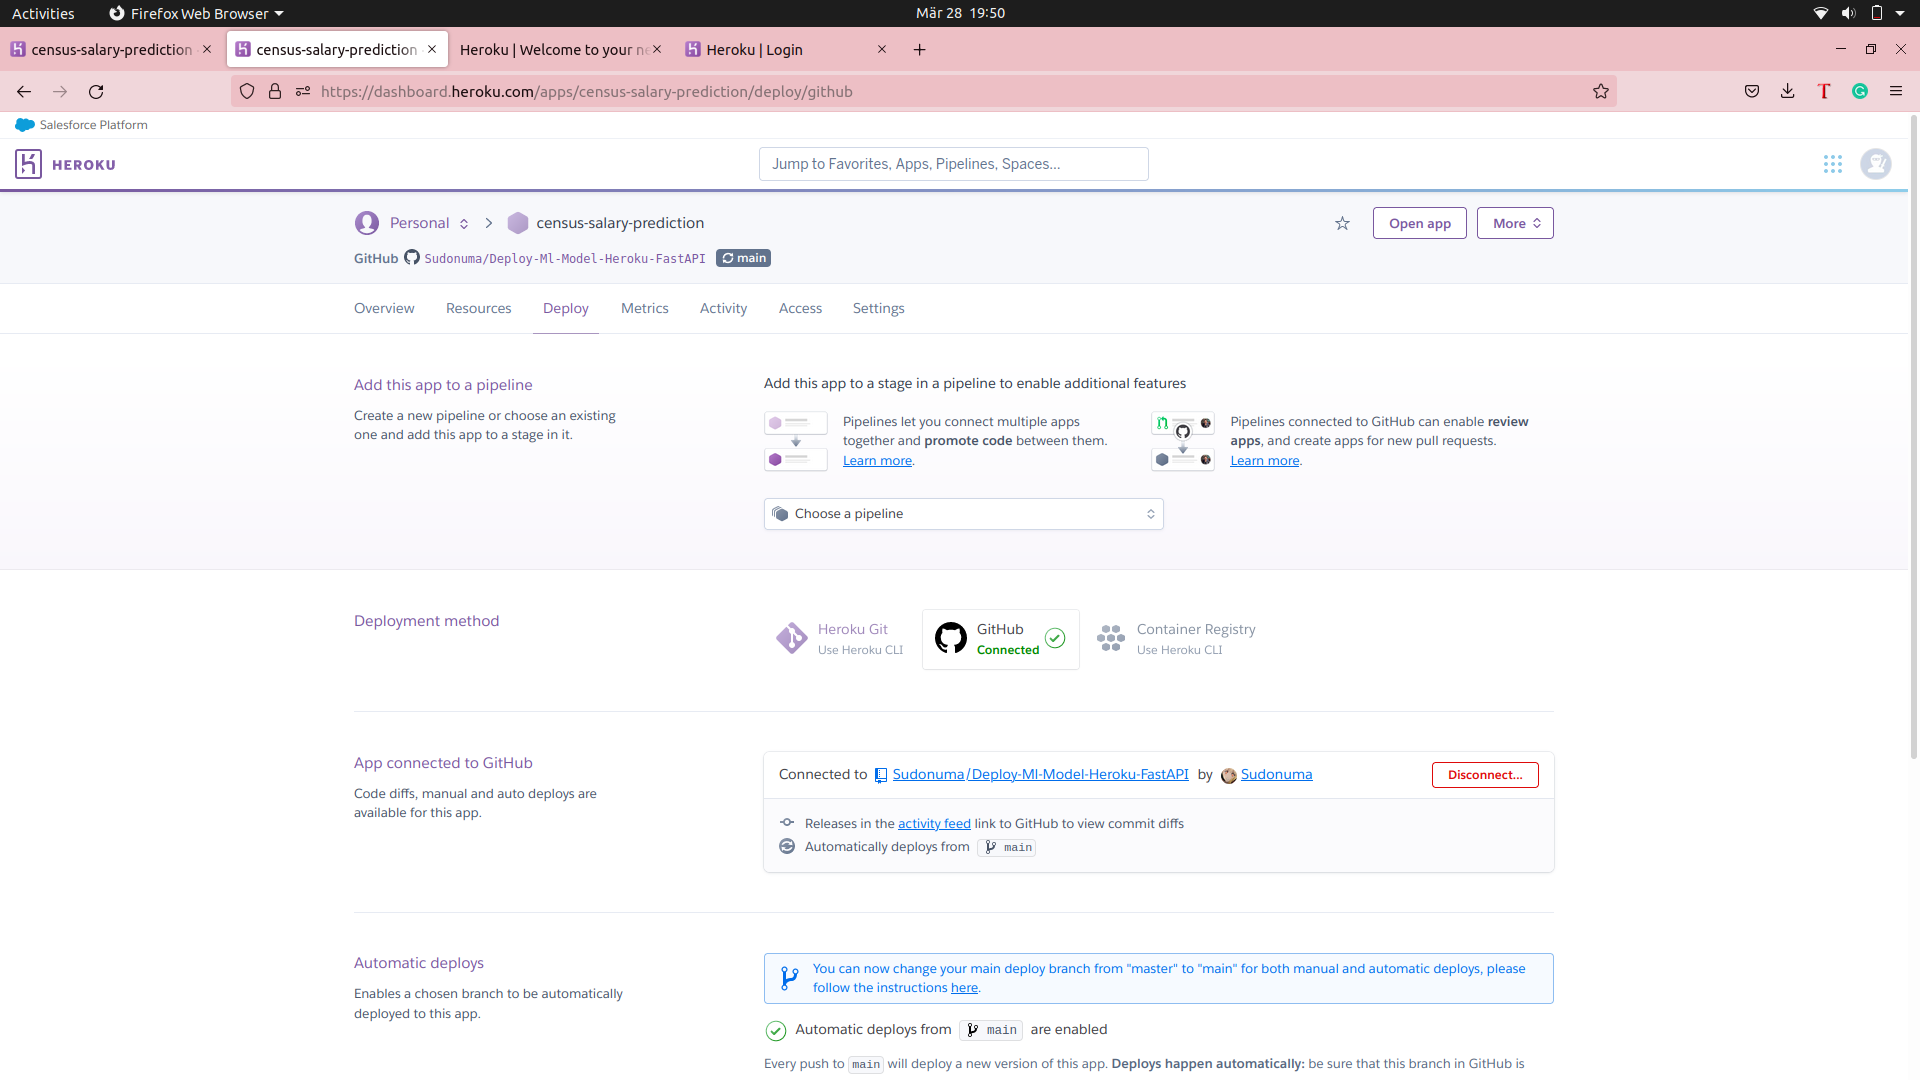 Activities
Firefox Web Browser
Mär 28 19:50
census-salary-prediction
census-salary-prediction
Heroku | Welcome to your ne
Heroku | Login
https://dashboard.heroku.com/apps/census-salary-prediction/deploy/github
Salesforce Platform
HEROKU
Jump to Favorites, Apps, Pipelines, Spaces...
Personal
census-salary-prediction
Open app
More
GitHub Sudonuma/Deploy-Ml-Model-Heroku-FastAPI main
Overview
Resources
Deploy
Metrics
Activity
Access
Settings
Add this app to a pipeline
Create a new pipeline or choose an existing
one and add this app to a stage in it.
Add this app to a stage in a pipeline to enable additional features
Pipelines let you connect multiple apps
together and promote code between them.
Learn more.
Pipelines connected to GitHub can enable review
apps, and create apps for new pull requests.
Learn more.
Choose a pipeline
Deployment method
Heroku Git
Use Heroku CLI
GitHub
Connected
Container Registry
Use Heroku CLI
App connected to GitHub
Code diffs, manual and auto deploys are
available for this app.
Connected to Sudonuma/Deploy-Ml-Model-Heroku-FastAPI by Sudonuma
Disconnect...
Releases in the activity feed link to GitHub to view commit diffs
Automatically deploys from main
Automatic deploys
Enables a chosen branch to be automatically
deployed to this app.
You can now change your main deploy branch from "master" to "main" for both manual and automatic deploys, please
follow the instructions here.
Automatic deploys from main are enabled
Every push to main will deploy a new version of this app. Deploys happen automatically: be sure that this branch in GitHub is